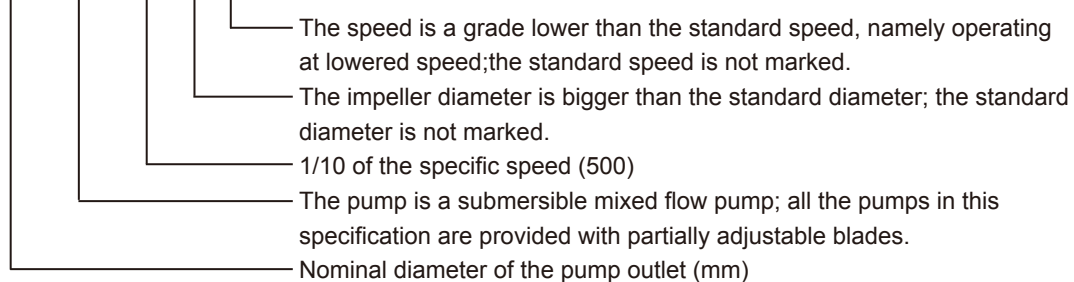 The speed is a grade lower than the standard speed, namely operating
at lowered speed;the standard speed is not marked.
The impeller diameter is bigger than the standard diameter; the standard
diameter is not marked.
1/10 of the specific speed (500)
The pump is a submersible mixed flow pump; all the pumps in this
specification are provided with partially adjustable blades.
Nominal diameter of the pump outlet (mm)